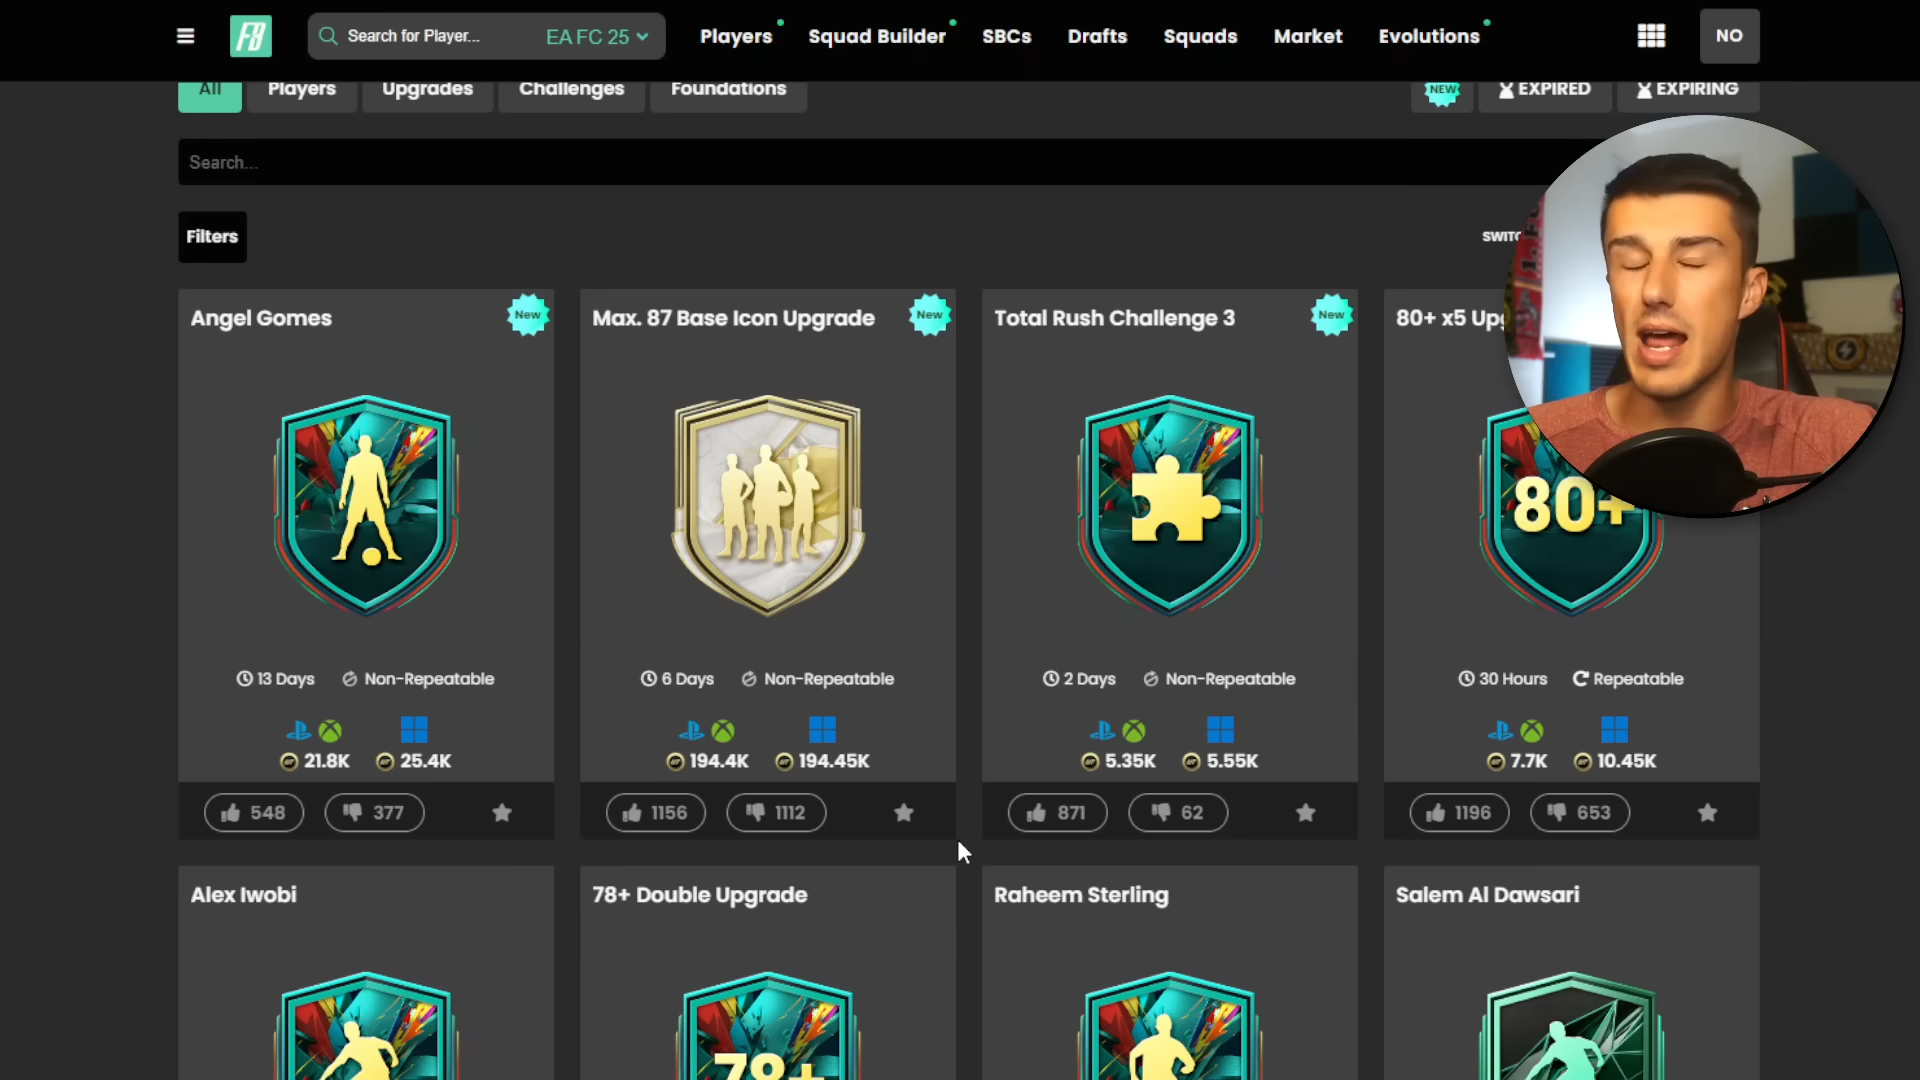 F8
Search for Player...
EA FC 25
Players
Squad Builder
SBCs
Drafts
Squads
Market
Evolutions
NO
All
Players
Upgrades
Challenges
Foundations
NEW
EXPIRED
EXPIRING
Search...
Filters
Angel Gomes
New
Max. 87 Base Icon Upgrade
New
Total Rush Challenge 3
New
80+ x5
80+
13 Days
Non-Repeatable
6 Days
Non-Repeatable
2 Days
Non-Repeatable
30 Hours
Repeatable
21.8K
25.4K
194.4K
194.45K
5.35K
5.55K
7.7K
10.45K
548
377
1156
1112
871
62
1196
653
Alex Iwobi
78+ Double Upgrade
Raheem Sterling
Salem Al Dawsari
78+